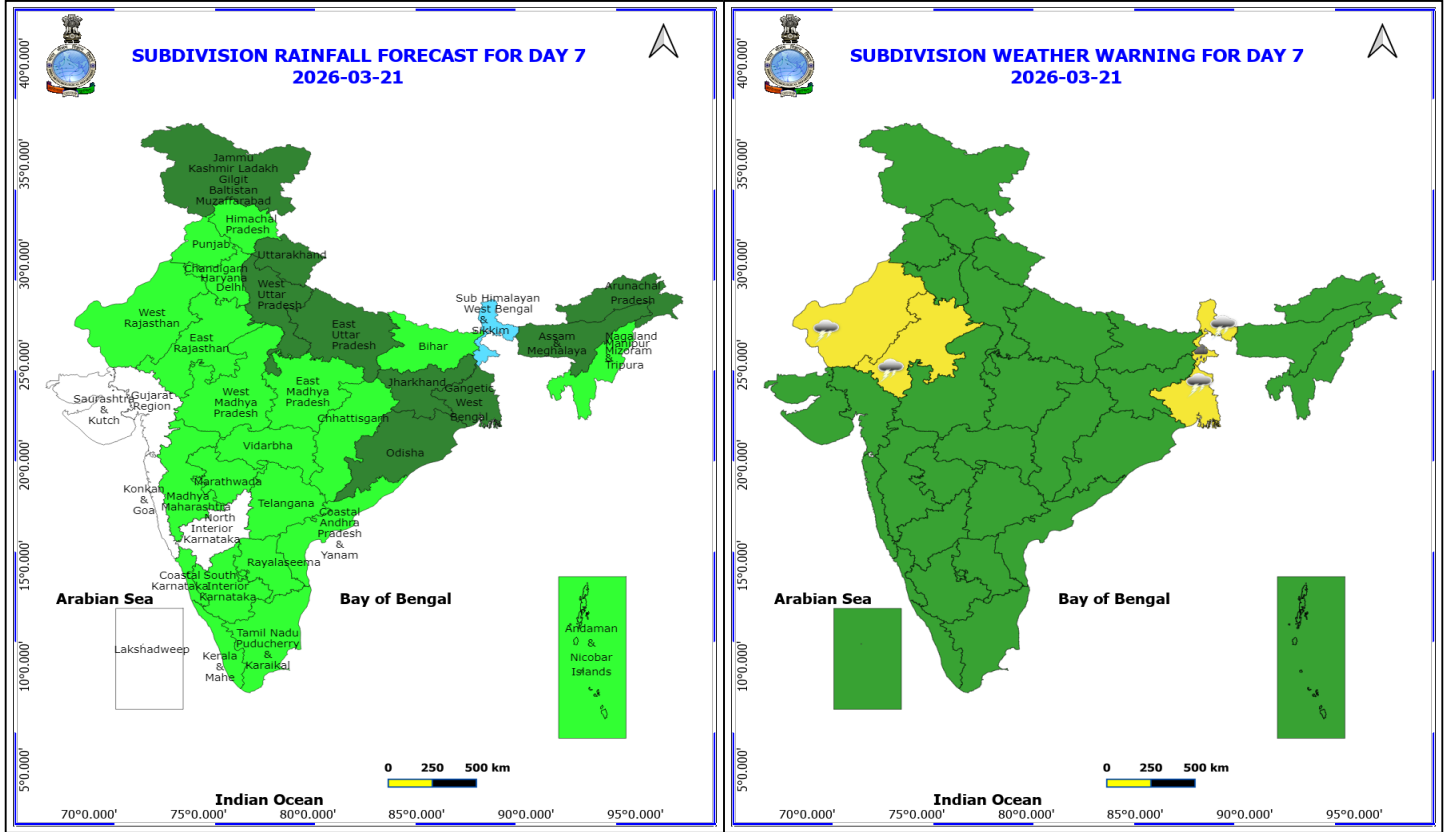 SUBDIVISION RAINFALL FORECAST FOR DAY 7
2026-03-21
40°0.000'
35°0.000'
30°0.000'
25°0.000'
20°0.000'
15°0.000'
10°0.000'
5°0.000'
Jammu
Kashmir Ladakh
Gilgit
Baltistan
Muzaffarabad
Himachal
Pradesh
Punjab
Chandigarh
Haryana
Delhi
Uttarakhand
West
Uttar
Pradesh
East
Uttar
Pradesh
West
Rajasthan
East
Rajasthan
Bihar
Sub Himalayan
West Bengal
&
Sikkim
Arunachal
Pradesh
Assam
&
Meghalaya
Nagaland
Manipur
Mizoram
&
Tripura
Saurashtra
&
Kutch
Gujarat
Region
West
Madhya
Pradesh
East
Madhya
Pradesh
Jharkhand
Gangetic
West
Bengal
Chhattisgarh
Odisha
Vidarbha
Marathwada
Madhya
Maharashtra
Konkan
&
Goa
North
Interior
Karnataka
Telangana
Coastal
Andhra
Pradesh
&
Yanam
Rayalaseema
Coastal
Karnataka
South
Interior
Karnataka
Tamil Nadu
Puducherry
&
Karaikal
Kerala
&
Mahe
Lakshadweep
Andaman
&
Nicobar
Islands
Arabian Sea
Bay of Bengal
Indian Ocean
0 250 500 km
70°0.000' 75°0.000' 80°0.000' 85°0.000' 90°0.000' 95°0.000'
SUBDIVISION WEATHER WARNING FOR DAY 7
2026-03-21
40°0.000'
35°0.000'
30°0.000'
25°0.000'
20°0.000'
15°0.000'
10°0.000'
5°0.000'
Arabian Sea
Bay of Bengal
Indian Ocean
0 250 500 km
70°0.000' 75°0.000' 80°0.000' 85°0.000' 90°0.000' 95°0.000'